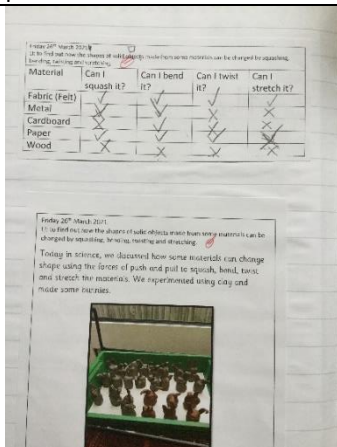 Friday 26th March 2021
LI: to find out how the shapes of solid objects made from some materials can be changed by squashing,
bending, twisting and stretching.
Material Can I squash it? Can I bend it? Can I twist it? Can I stretch it?
Fabric (Felt) ✓ ✓ ✓ ✓
Metal
Cardboard
Paper
Wood X X X X
Friday 26th March 2021
LI: to find out how the shapes of solid objects made from some materials can be
changed by squashing, bending, twisting and stretching.
Today in science, we discussed how some materials can change
shape using the forces of push and pull to squash, bend, twist
and stretch the materials. We experimented using clay and
made some bunnies.